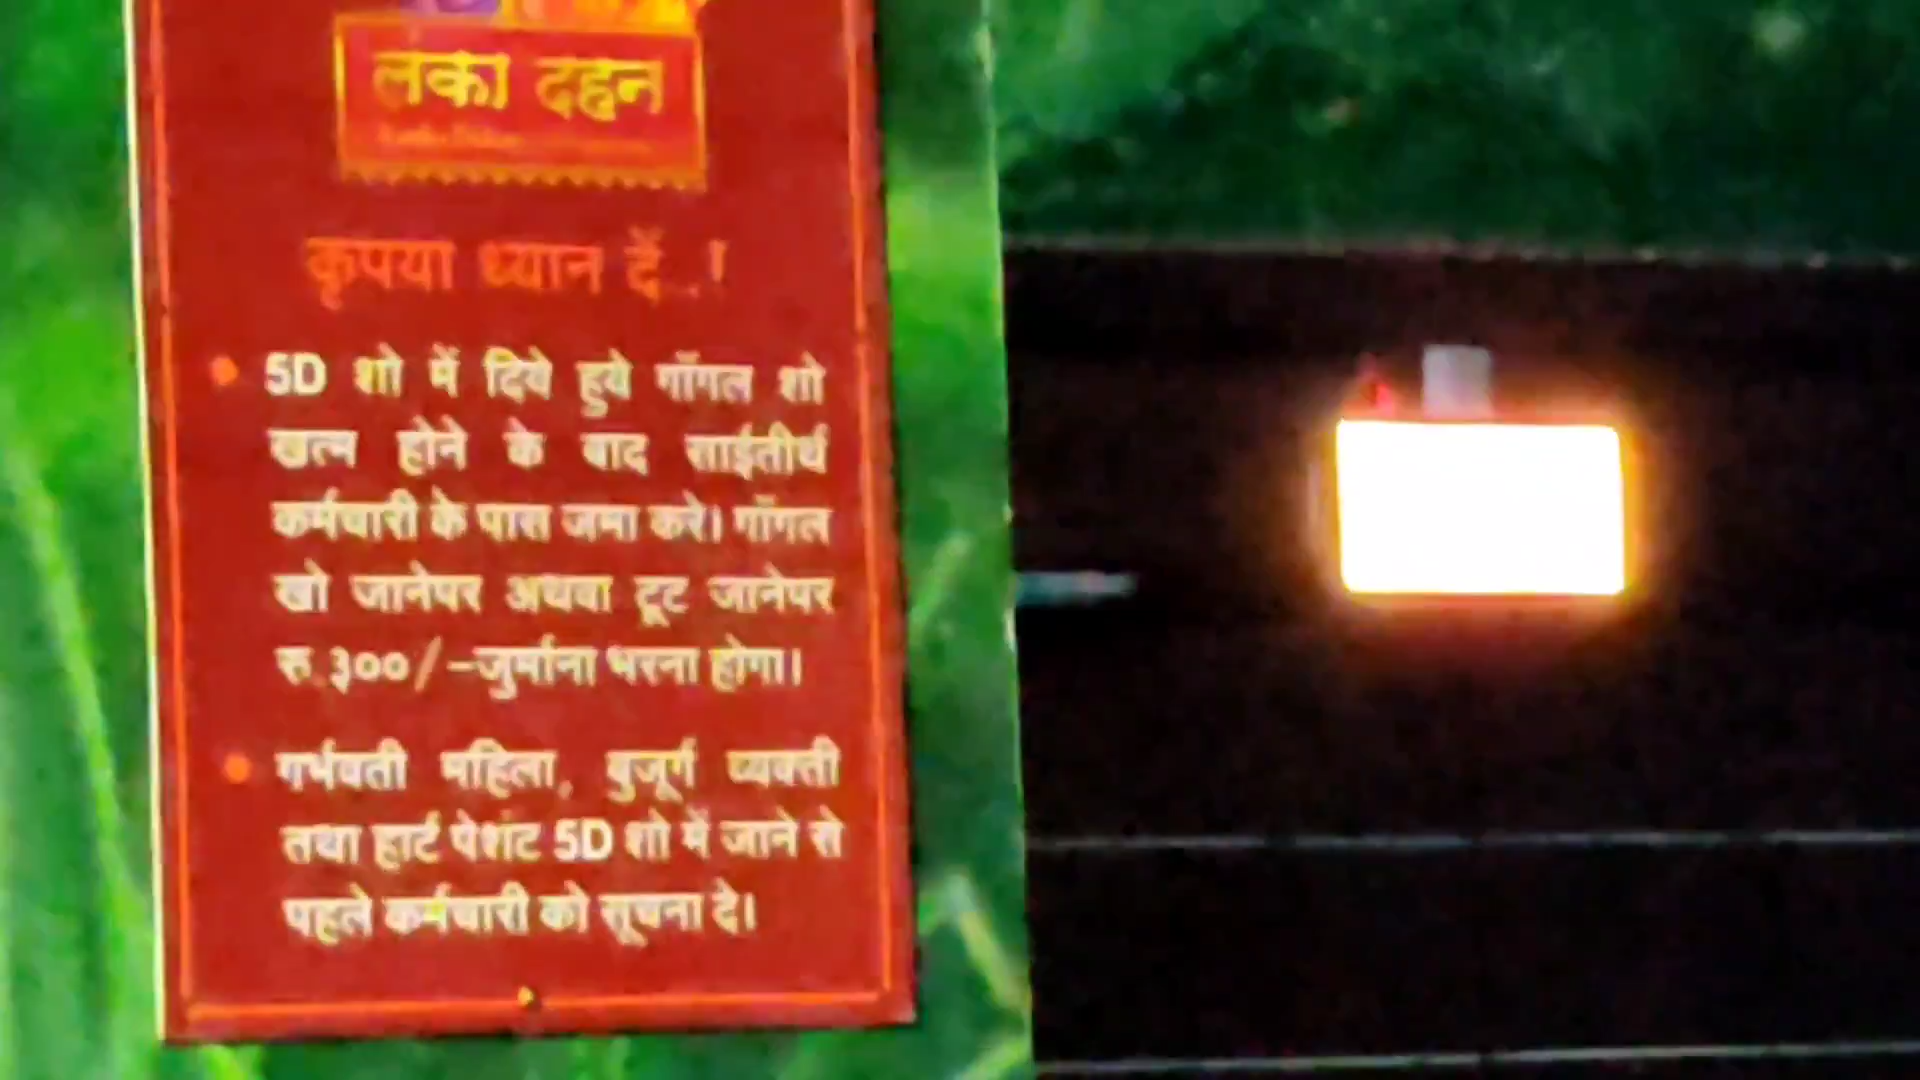 लंका दहन
कृपया ध्यान दें..!
5D शो में दिये हुये गॉगल शो
खत्म होने के बाद साईतीर्थ
कर्मचारी के पास जमा करे। गॉगल
खो जानेपर अथवा टूट जानेपर
रु.३००/-जुर्माना भरना होगा।
गर्भवती महिला, बुजूर्ग व्यक्ती
तथा हार्ट पेशंट 5D शो में जाने से
पहले कर्मचारी को सूचना दे।